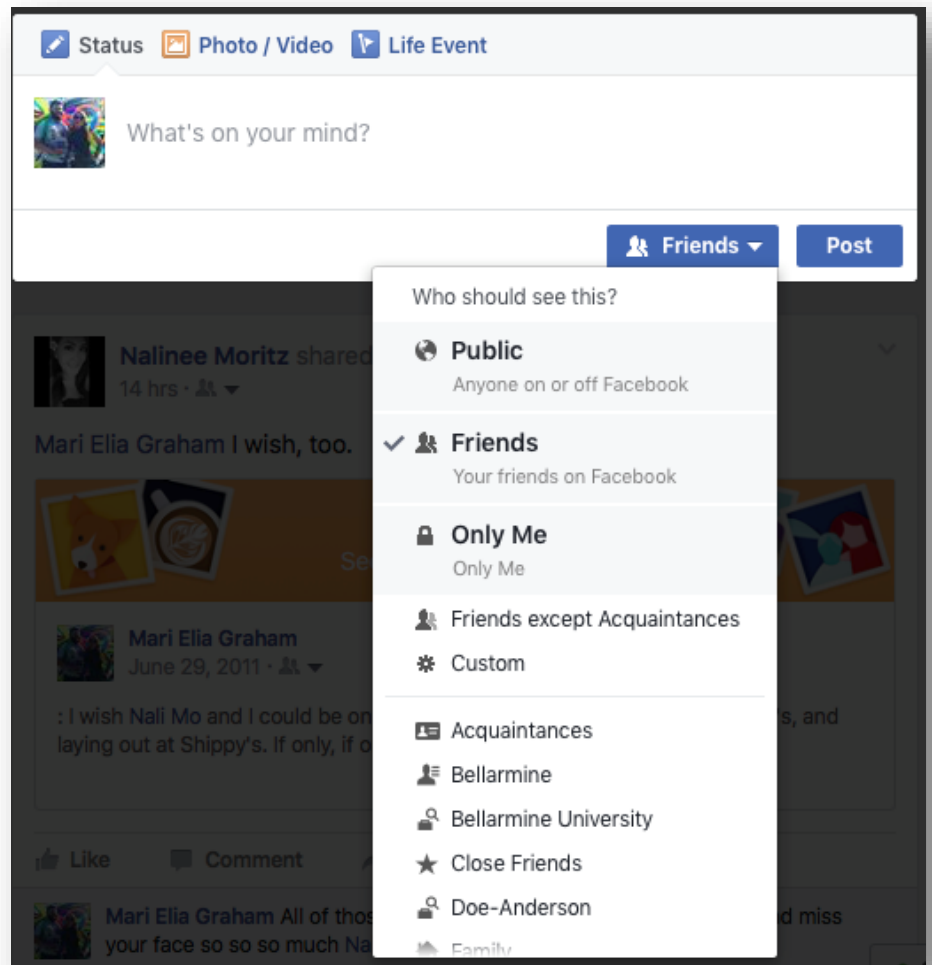 Status Photo / Video Life Event
What's on your mind?
Friends Post
Who should see this?
Public
Anyone on or off Facebook
Friends
Your friends on Facebook
Only Me
Only Me
Friends except Acquaintances
Custom
Acquaintances
Bellarmine
Bellarmine University
Close Friends
Doe-Anderson
Family
Nalinee Moritz shared
14 hrs ·
Mari Elia Graham I wish, too.
Mari Elia Graham
June 29, 2011 ·
: I wish Nali Mo and I could be on 's, and
laying out at Shippy's. If only, if
Like Comment
Mari Elia Graham All of miss
your face so so so much